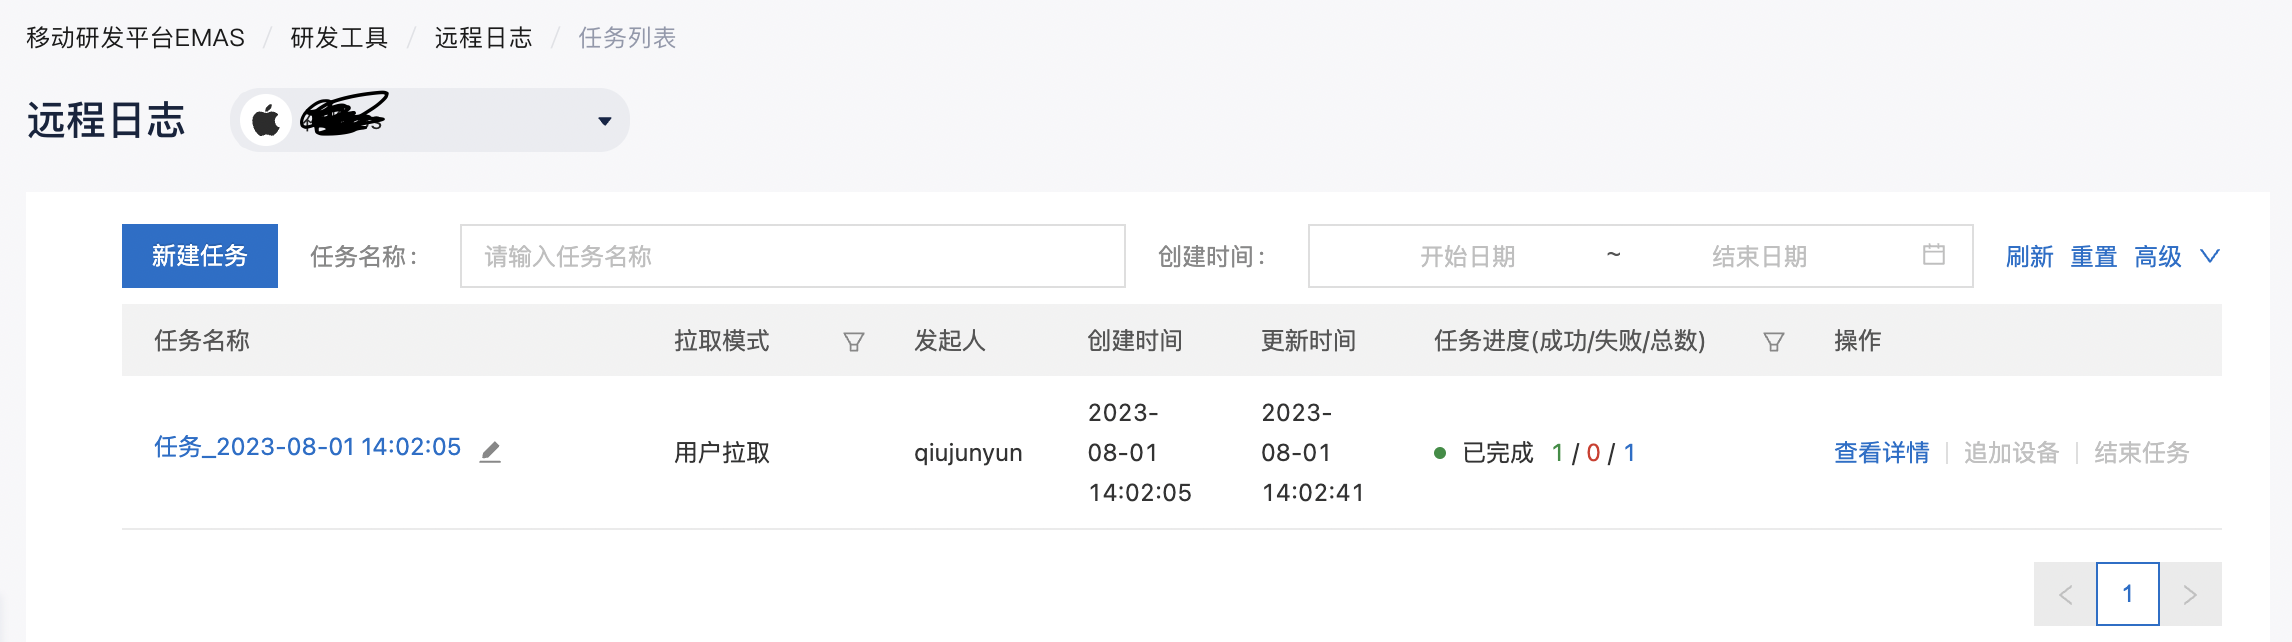 移动研发平台EMAS / 研发工具 / 远程日志 / 任务列表
远程日志
新建任务 任务名称: 请输入任务名称 创建时间: 开始日期 ~ 结束日期 刷新 重置 高级
任务名称 拉取模式 发起人 创建时间 更新时间 任务进度(成功/失败/总数) 操作
任务_2023-08-01 14:02:05 用户拉取 qiujunyun 2023-08-01 14:02:05 2023-08-01 14:02:41 已完成 1 / 0 / 1 查看详情 | 追加设备 | 结束任务
< 1 >